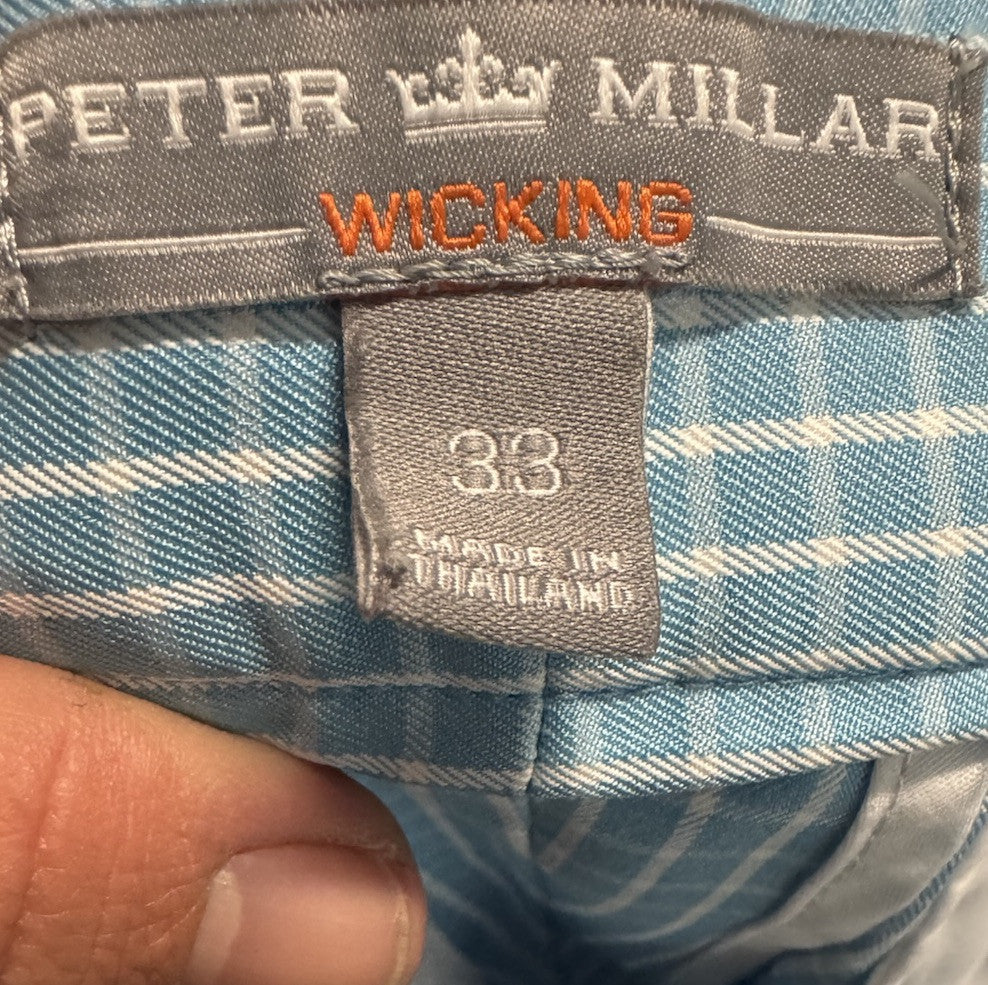 PETER MILLAR
WICKING
33
MADE IN
THAILAND